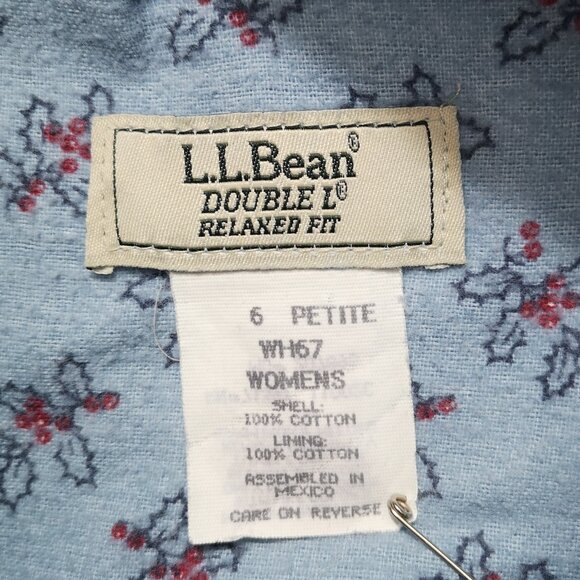 L.L.Bean®
DOUBLE L®
RELAXED FIT
6 PETITE
WH67
WOMENS
SHELL:
100% COTTON
LINING:
100% COTTON
ASSEMBLED IN
MEXICO
CARE ON REVERSE